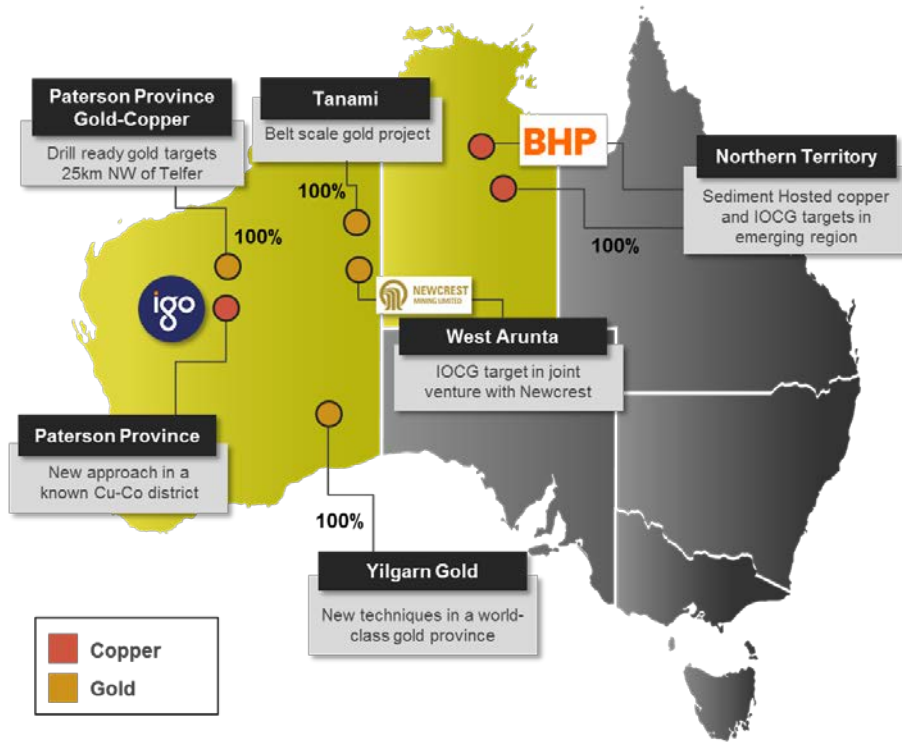 Paterson Province
Gold-Copper
Drill ready gold targets
25km NW of Telfer
100%
Tanami
Belt scale gold project
100%
BHP
Northern Territory
Sediment Hosted copper
and IOCG targets in
emerging region
100%
igo
NEWCREST
MINING LIMITED
West Arunta
IOCG target in joint
venture with Newcrest
Paterson Province
New approach in a
known Cu-Co district
100%
Yilgarn Gold
New techniques in a world-
class gold province
Copper
Gold